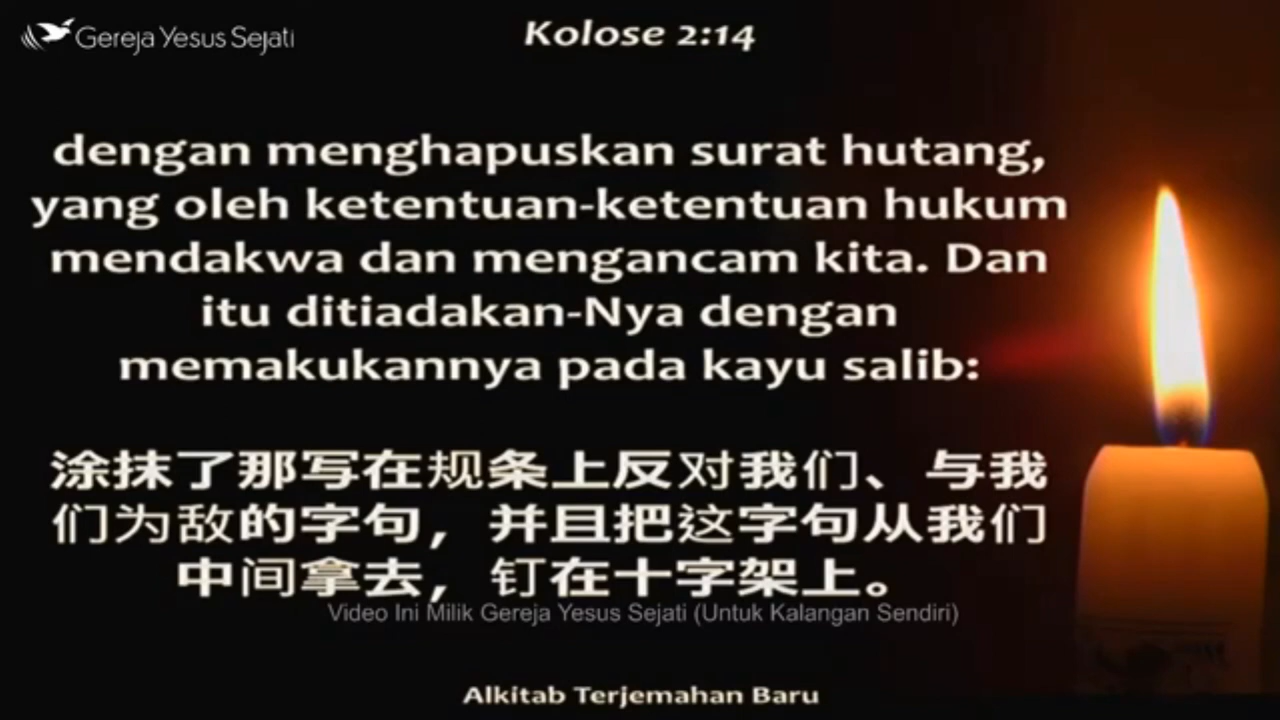 Gereja Yesus Sejati
Kolose 2:14
dengan menghapuskan surat hutang,
yang oleh ketentuan-ketentuan hukum
mendakwa dan mengancam kita. Dan
itu ditiadakan-Nya dengan
memakukannya pada kayu salib:
涂抹了那写在规条上反对我们、与我
们为敌的字句，并且把这字句从我们
中间拿去，钉在十字架上。
Video Ini Milik Gereja Yesus Sejati (Untuk Kalangan Sendiri)
Alkitab Terjemahan Baru